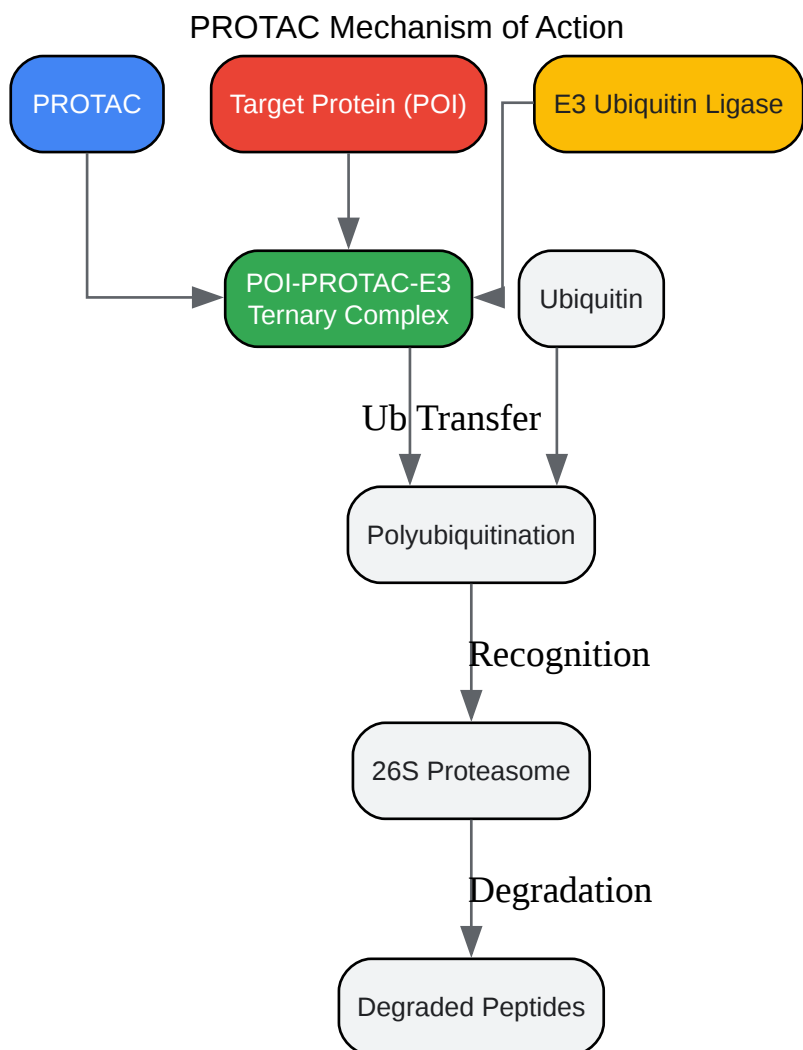 PROTAC Mechanism of Action
PROTAC
Target Protein (POI)
E3 Ubiquitin Ligase
POI-PROTAC-E3
Ternary Complex
Ubiquitin
Ub Transfer
Polyubiquitination
Recognition
26S Proteasome
Degradation
Degraded Peptides